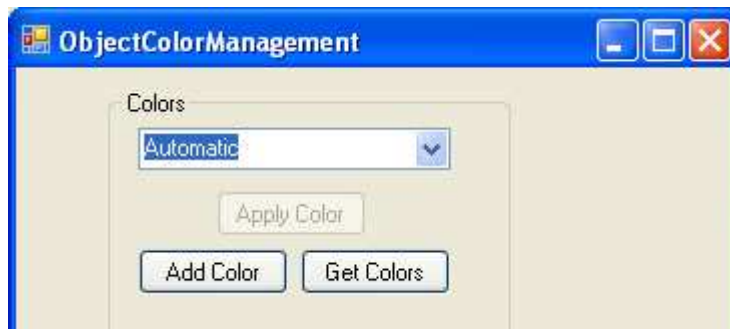 ObjectColorManagement
Colors
Automatic
Apply Color
Add Color Get Colors